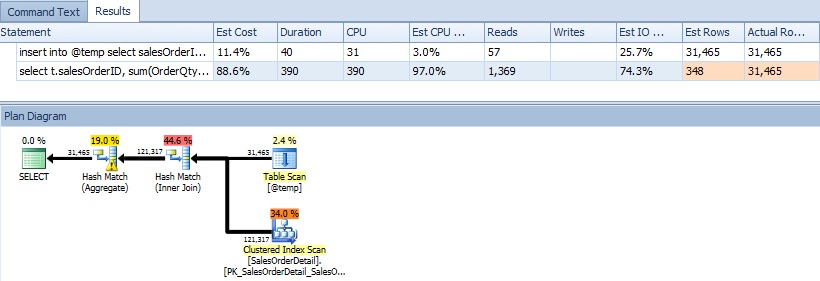 Command Text Results
Statement Est Cost Duration CPU Est CPU ... Reads Writes Est IO ... Est Rows Actual Ro...
insert into @temp select salesOrderI... 11.4% 40 31 3.0% 57 25.7% 31,465 31,465
select t.salesOrderID, sum(OrderQty... 88.6% 390 390 97.0% 1,369 74.3% 348 31,465
Plan Diagram
0.0 % 19.0 % 44.6 % 2.4 %
31,465 121,317 31,465
SELECT Hash Match Hash Match Table Scan
(Aggregate) (Inner Join) [@temp]
34.0 %
121,317
Clustered Index Scan
[SalesOrderDetail].
[PK_SalesOrderDetail_SalesO...